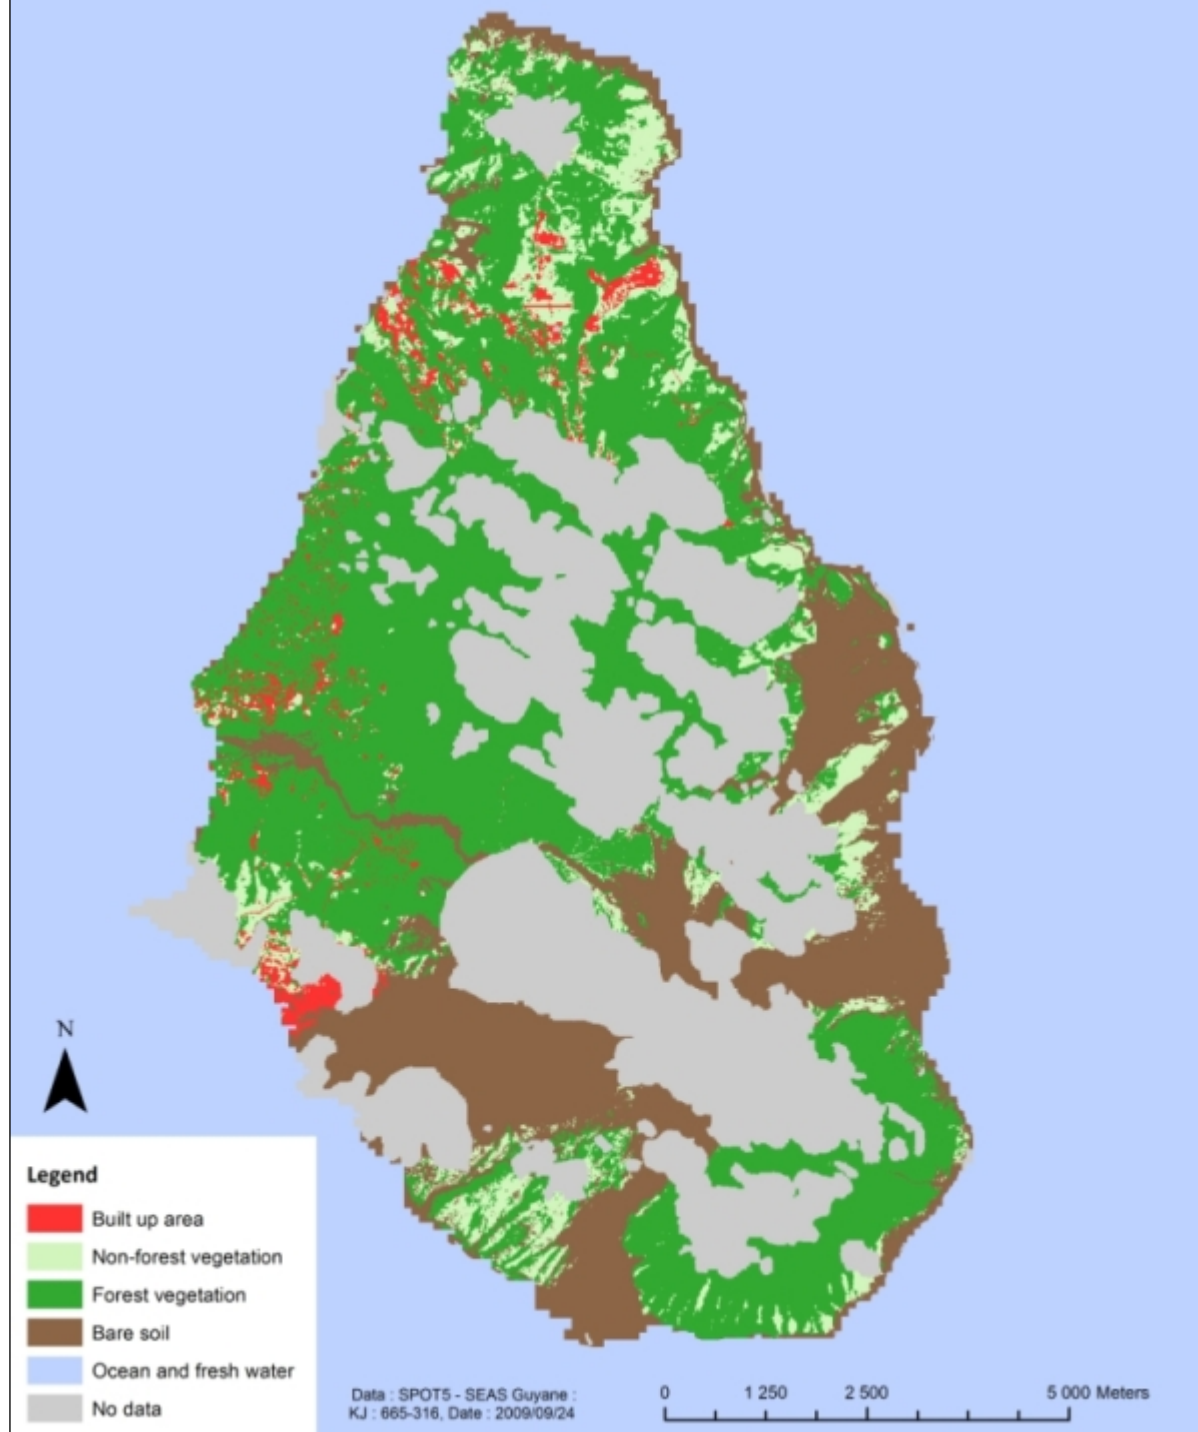 N
Legend
Built up area
Non-forest vegetation
Forest vegetation
Bare soil
Ocean and fresh water
No data
Data : SPOT5 - SEAS Guyane :
KJ : 665-316, Date : 2009/09/24
0 1 250 2 500 5 000 Meters